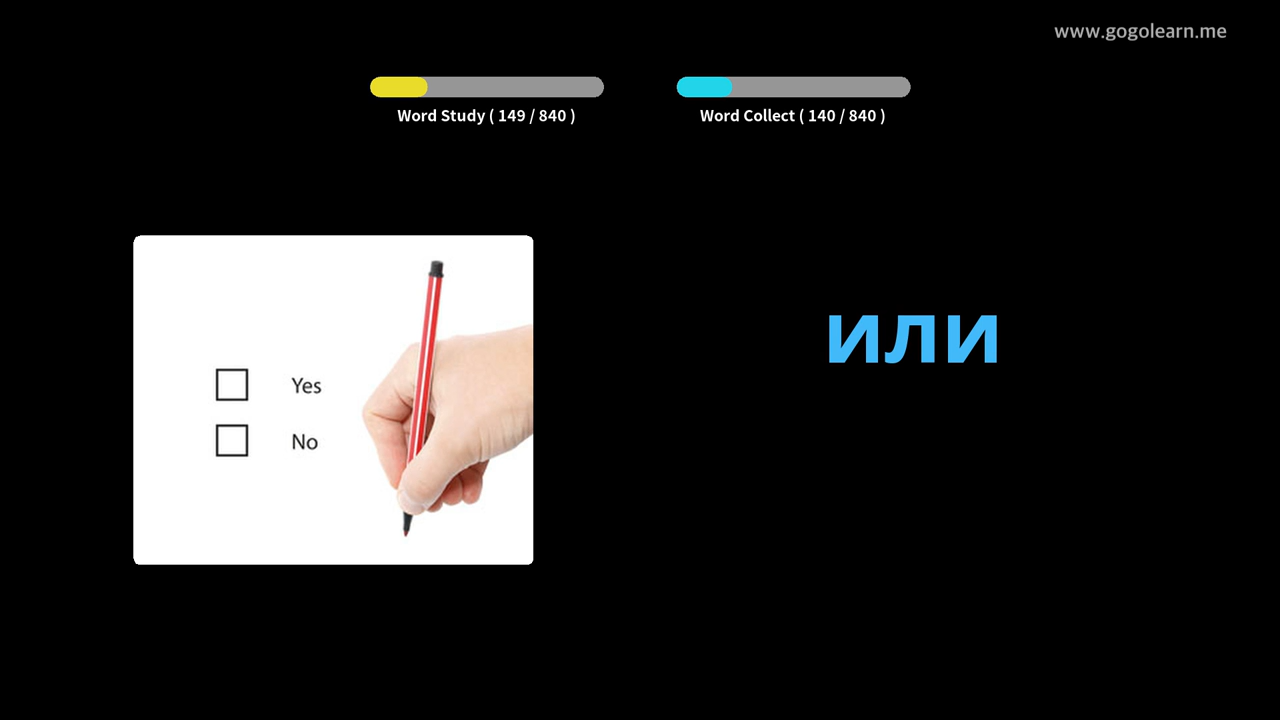 www.gogolearn.me
Word Study ( 149 / 840 )
Word Collect ( 140 / 840 )
Yes
No
или